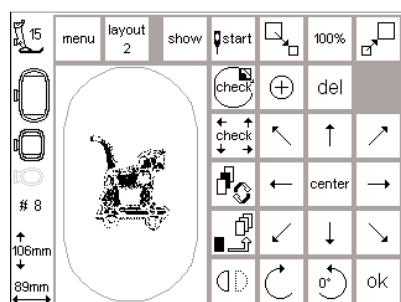 15
menu
layout
2
show
start
100%
check
del
check
center
# 8
106mm
89mm
0°
ok